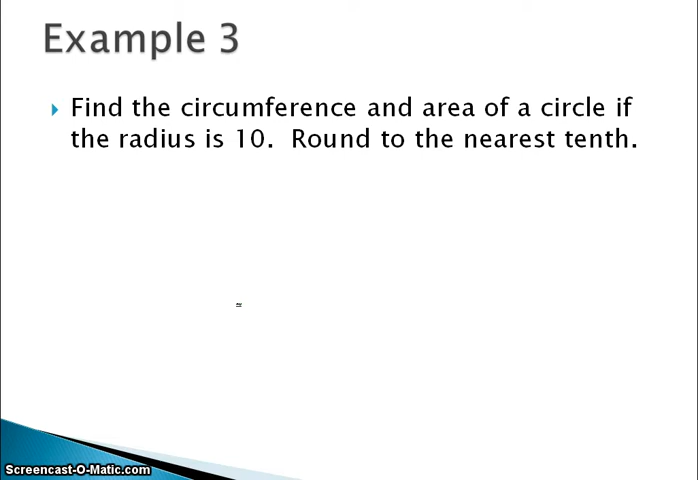 Example 3
Find the circumference and area of a circle if
the radius is 10.  Round to the nearest tenth.
≈
Screencast-O-Matic.com